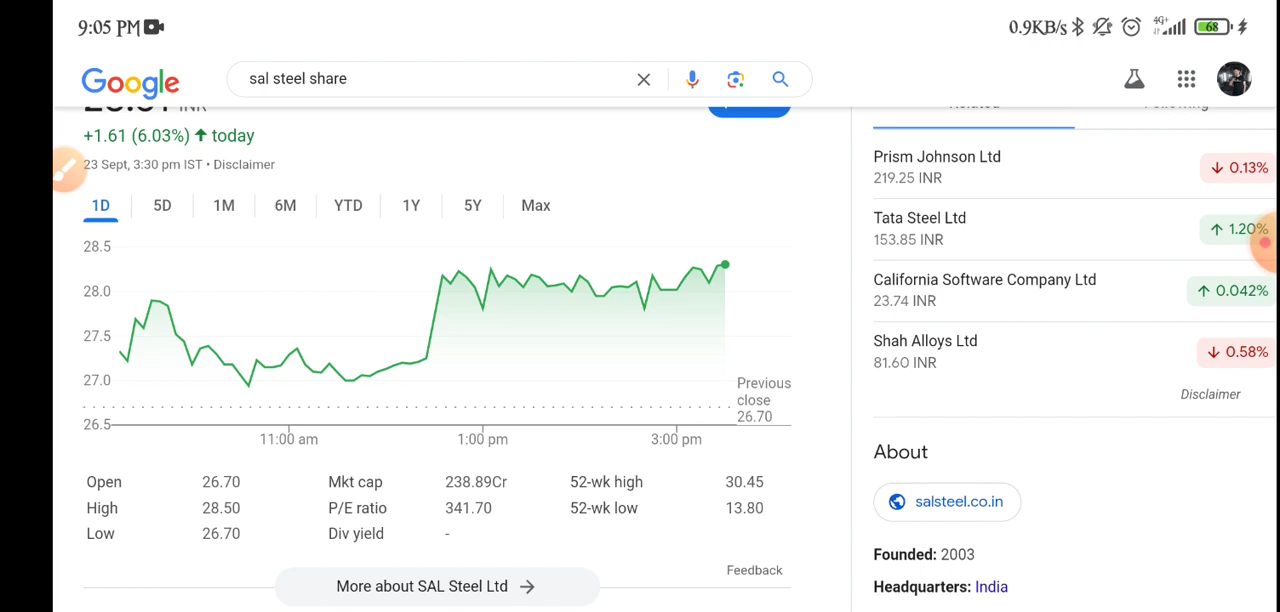 9:05 PM
0.9KB/s 4G+ 68
Google
sal steel share
INR
+1.61 (6.03%) ↑ today
23 Sept, 3:30 pm IST • Disclaimer
1D 5D 1M 6M YTD 1Y 5Y Max
28.5
28.0
27.5
27.0
26.5
Previous
close
26.70
11:00 am 1:00 pm 3:00 pm
Open 26.70 Mkt cap 238.89Cr 52-wk high 30.45
High 28.50 P/E ratio 341.70 52-wk low 13.80
Low 26.70 Div yield -
Feedback
More about SAL Steel Ltd →
Related Following
Prism Johnson Ltd
219.25 INR
↓ 0.13%
Tata Steel Ltd
153.85 INR
↑ 1.20%
California Software Company Ltd
23.74 INR
↑ 0.042%
Shah Alloys Ltd
81.60 INR
↓ 0.58%
Disclaimer
About
salsteel.co.in
Founded: 2003
Headquarters: India